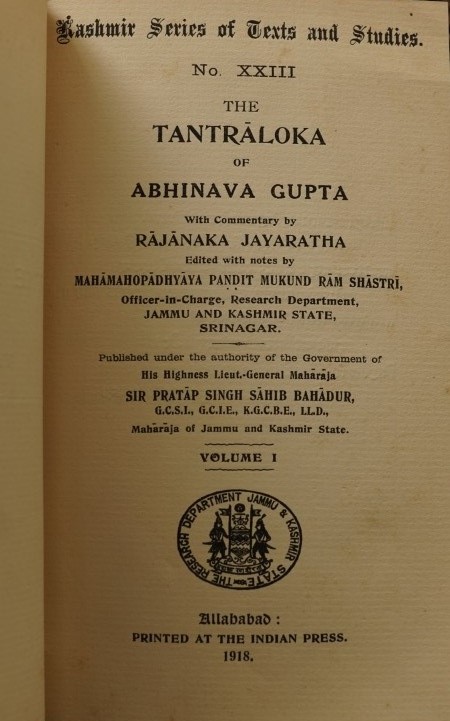 Kashmir Series of Texts and Studies.
No. XXIII
THE
TANTRĀLOKA
OF
ABHINAVA GUPTA
With Commentary by
RĀJĀNAKA JAYARATHA
Edited with notes by
MAHĀMAHOPĀDHYĀYA PAṆḌIT MUKUND RĀM SHĀSTRĪ,
Officer-in-Charge, Research Department,
JAMMU AND KASHMIR STATE,
SRINAGAR.
Published under the authority of the Government of
His Highness Lieut.-General Mahārāja
SIR PRATĀP SINGH SĀHIB BAHĀDUR,
G.C.S.I., G.C.I.E., K.G.C.B.E., LL.D.,
Mahārāja of Jammu and Kashmir State.
VOLUME I
THE RESEARCH DEPARTMENT JAMMU & KASHMIR STATE
Allahabad:
PRINTED AT THE INDIAN PRESS.
1918.